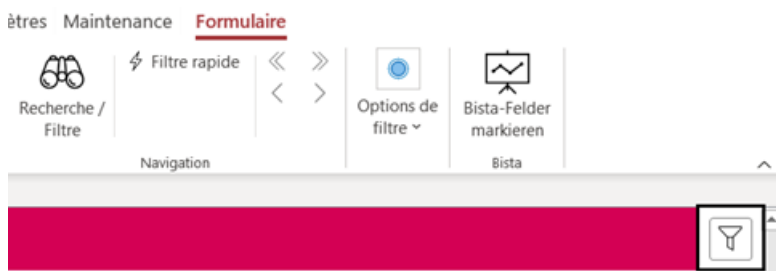 ètres Maintenance Formulaire
Recherche /
Filtre
Filtre rapide
Navigation
Options de
filtre
Bista-Felder
markieren
Bista